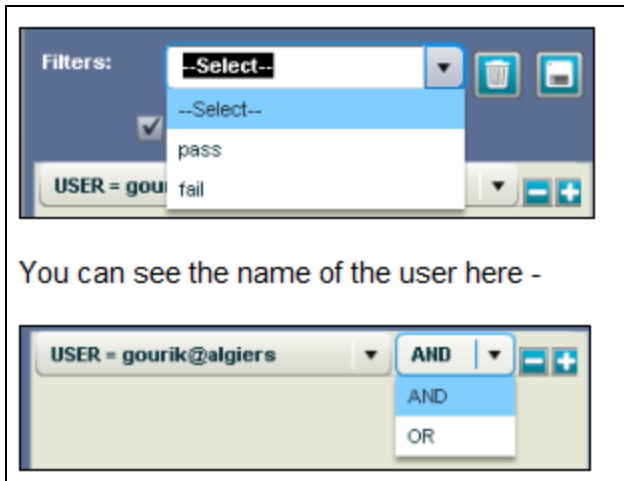 Filters:
--Select--
--Select--
pass
fail
USER = gou
You can see the name of the user here -
USER = gourik@algiers
AND
AND
OR